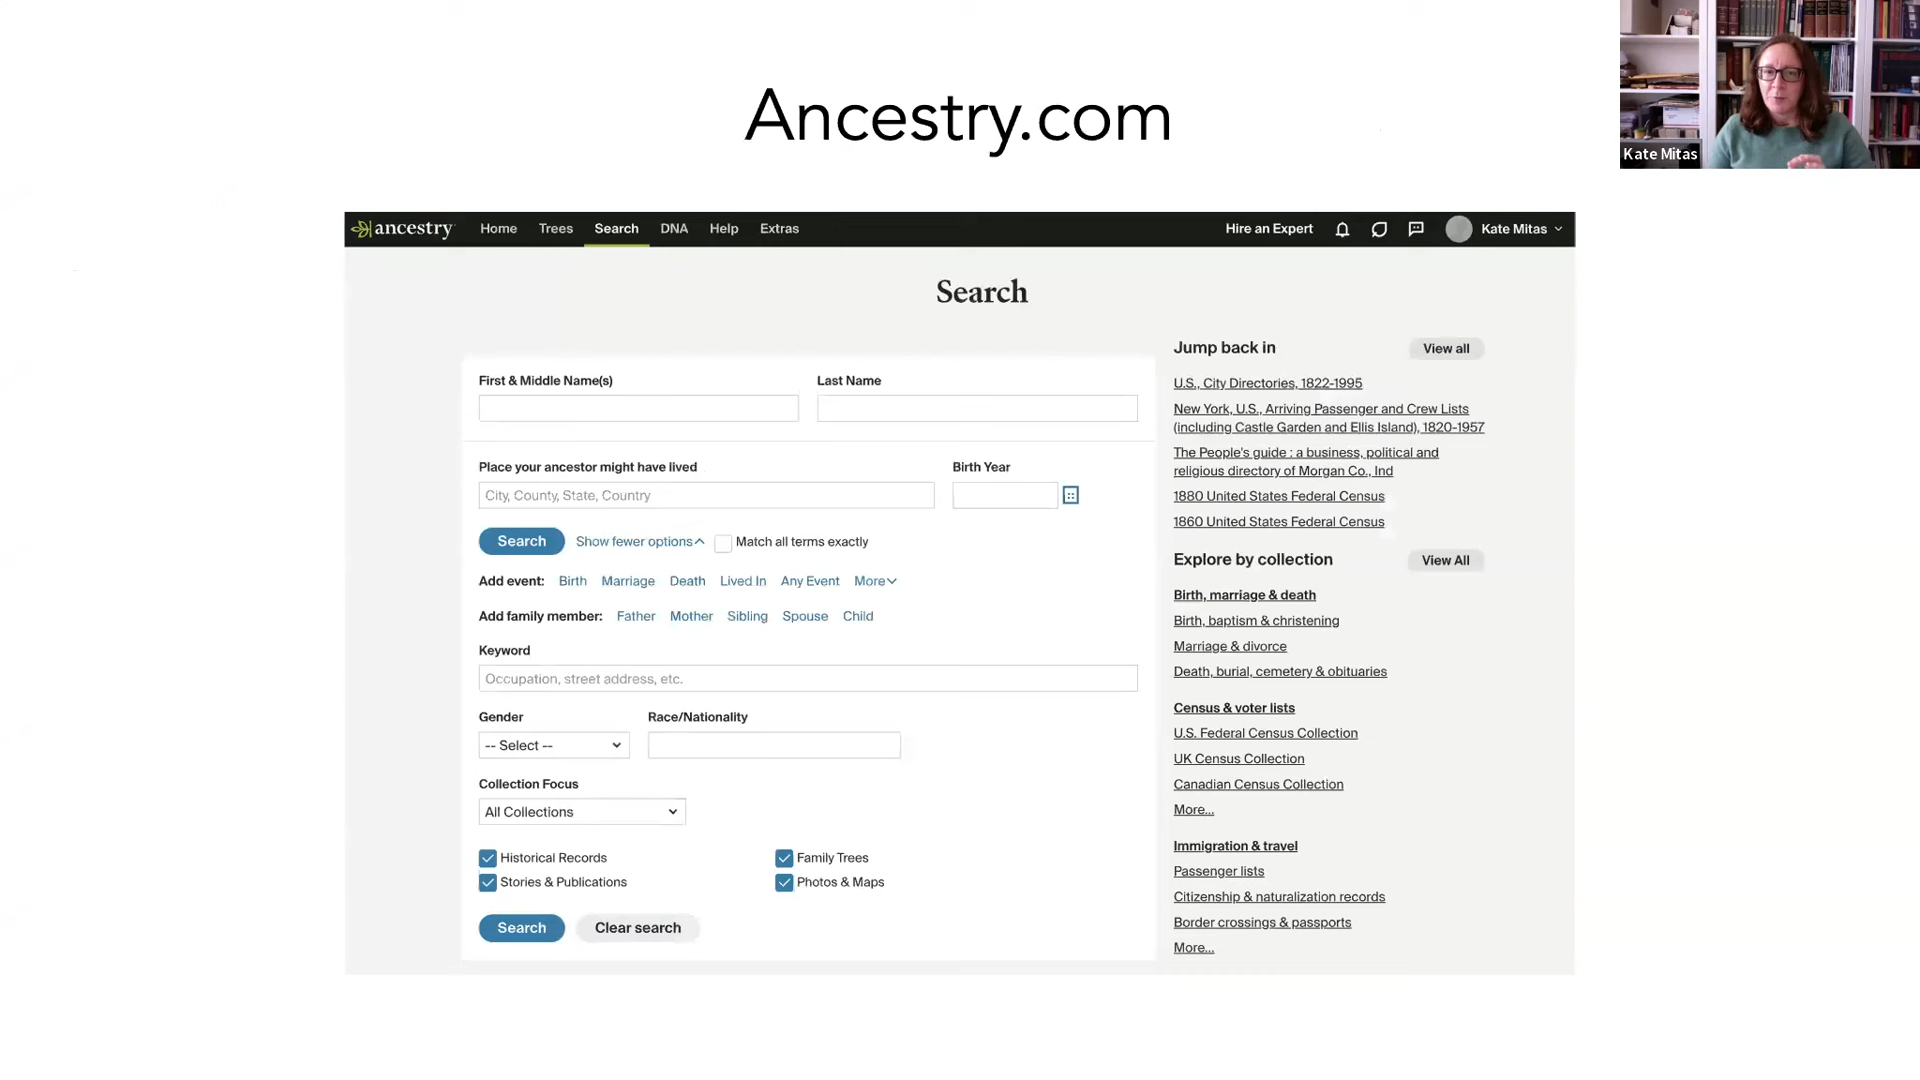 Ancestry.com
Kate Mitas
ancestry
Home Trees Search DNA Help Extras
Hire an Expert Kate Mitas
Search
First & Middle Name(s) Last Name
Place your ancestor might have lived Birth Year
City, County, State, Country
Search Show fewer options Match all terms exactly
Add event: Birth Marriage Death Lived In Any Event More
Add family member: Father Mother Sibling Spouse Child
Keyword
Occupation, street address, etc.
Gender Race/Nationality
-- Select --
Collection Focus
All Collections
Historical Records Family Trees
Stories & Publications Photos & Maps
Search Clear search
Jump back in View all
U.S., City Directories, 1822-1995
New York, U.S., Arriving Passenger and Crew Lists
(including Castle Garden and Ellis Island), 1820-1957
The People's guide : a business, political and
religious directory of Morgan Co., Ind
1880 United States Federal Census
1860 United States Federal Census
Explore by collection View All
Birth, marriage & death
Birth, baptism & christening
Marriage & divorce
Death, burial, cemetery & obituaries
Census & voter lists
U.S. Federal Census Collection
UK Census Collection
Canadian Census Collection
More...
Immigration & travel
Passenger lists
Citizenship & naturalization records
Border crossings & passports
More...